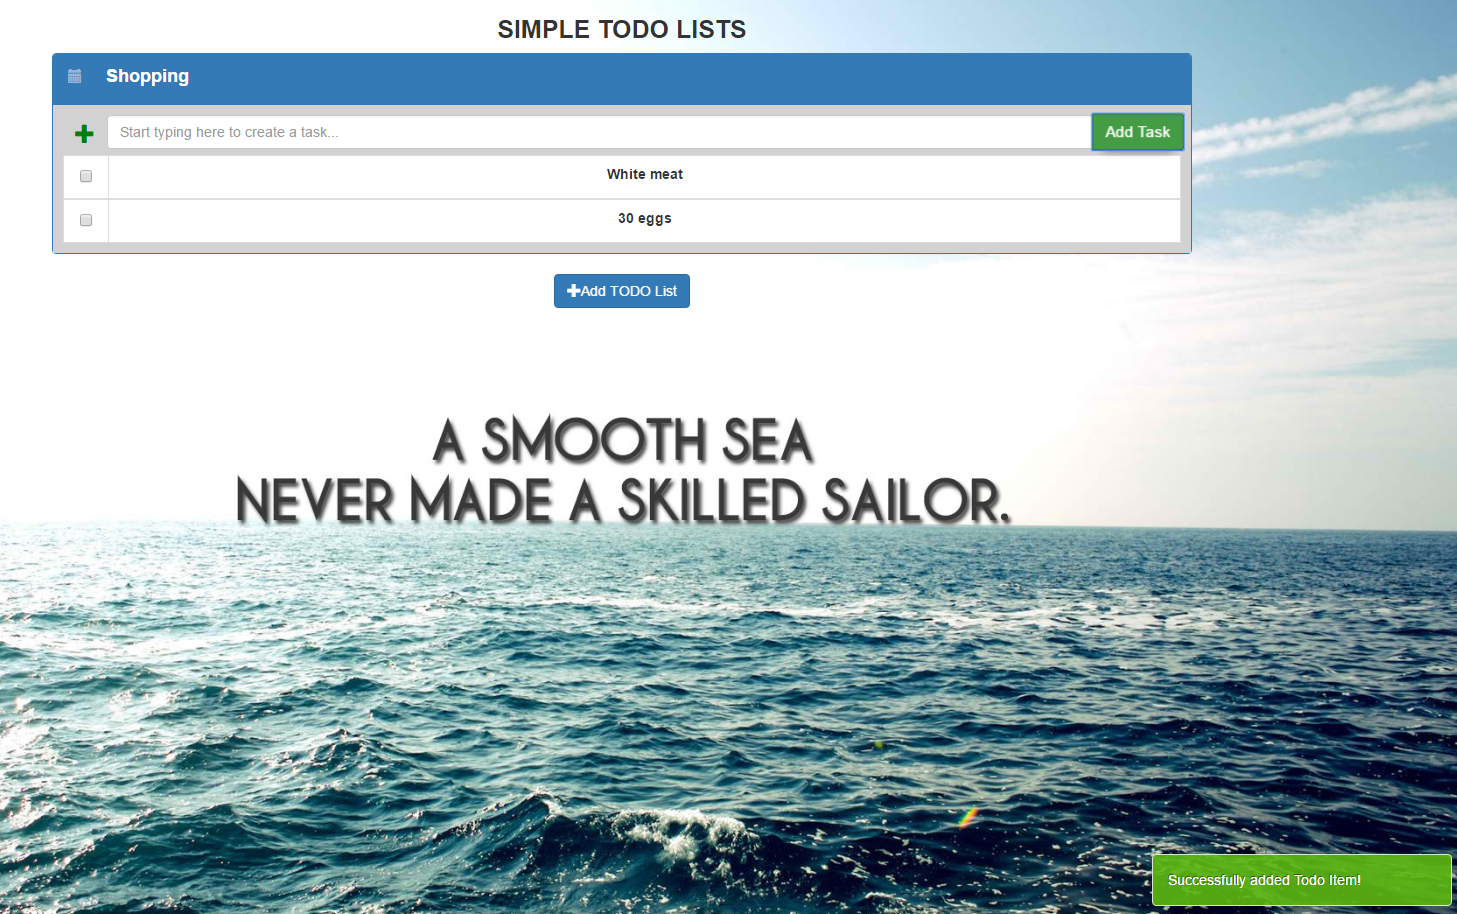 SIMPLE TODO LISTS
Shopping
Start typing here to create a task...
Add Task
White meat
30 eggs
Add TODO List
A SMOOTH SEA
NEVER MADE A SKILLED SAILOR.
Successfully added Todo Item!